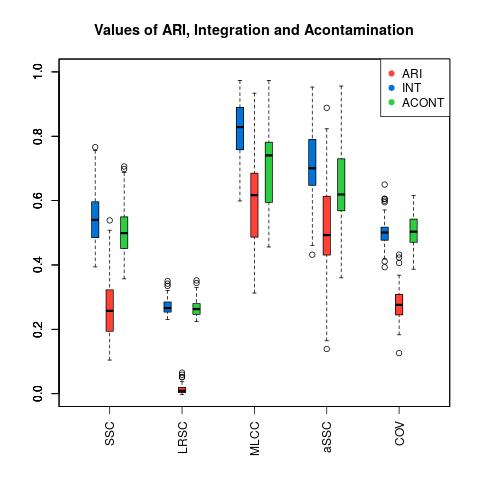 Values of ARI, Integration and Acontamination
ARI
INT
ACONT
1.0
0.8
0.6
0.4
0.2
0.0
SSC
LRSC
MLCC
aSSC
COV